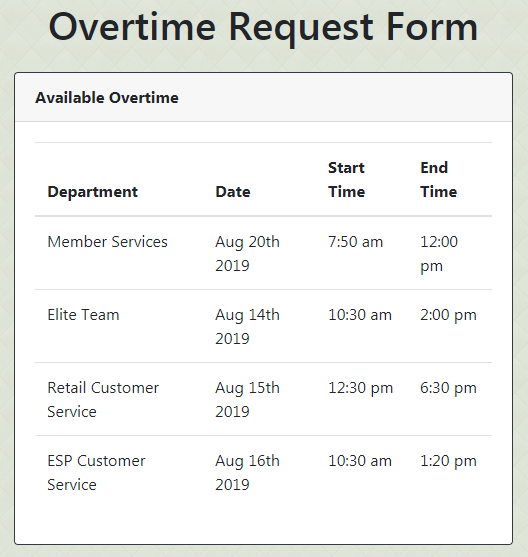 Overtime Request Form
Available Overtime
Department Date Start Time End Time
Member Services Aug 20th 2019 7:50 am 12:00 pm
Elite Team Aug 14th 2019 10:30 am 2:00 pm
Retail Customer Service Aug 15th 2019 12:30 pm 6:30 pm
ESP Customer Service Aug 16th 2019 10:30 am 1:20 pm